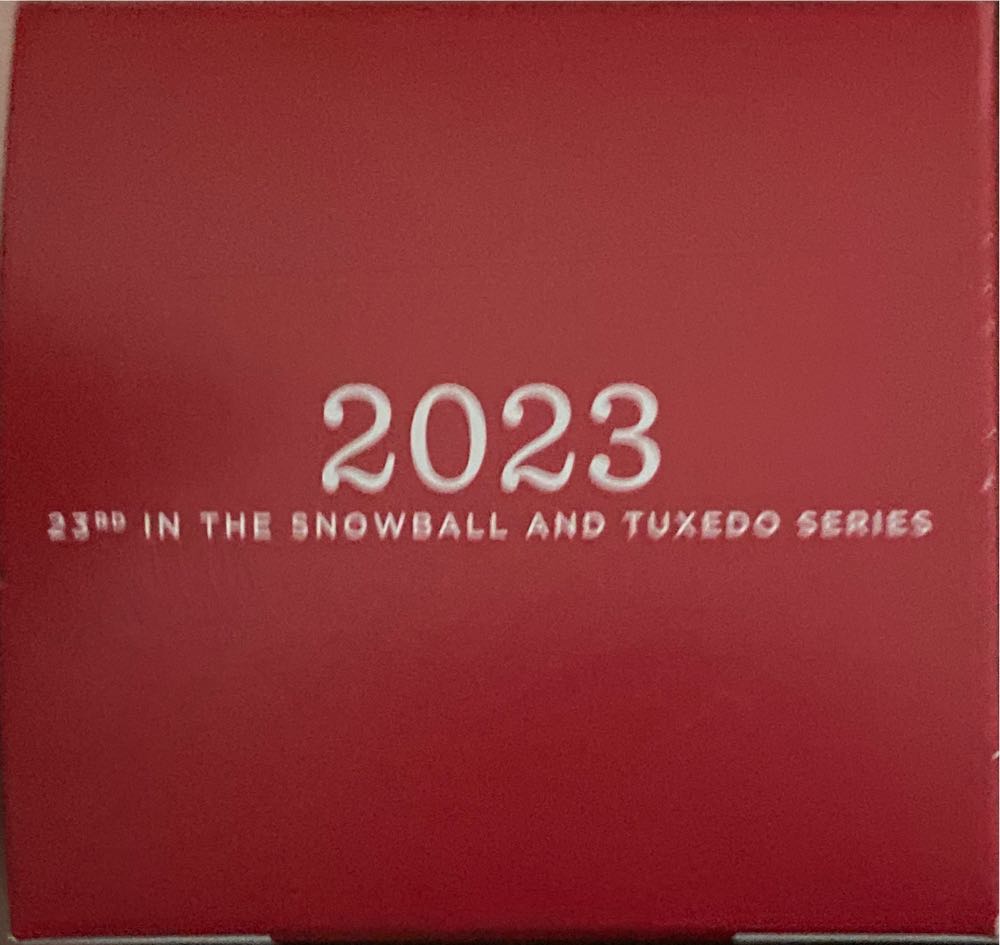 2023
23RD IN THE SNOWBALL AND TUXEDO SERIES